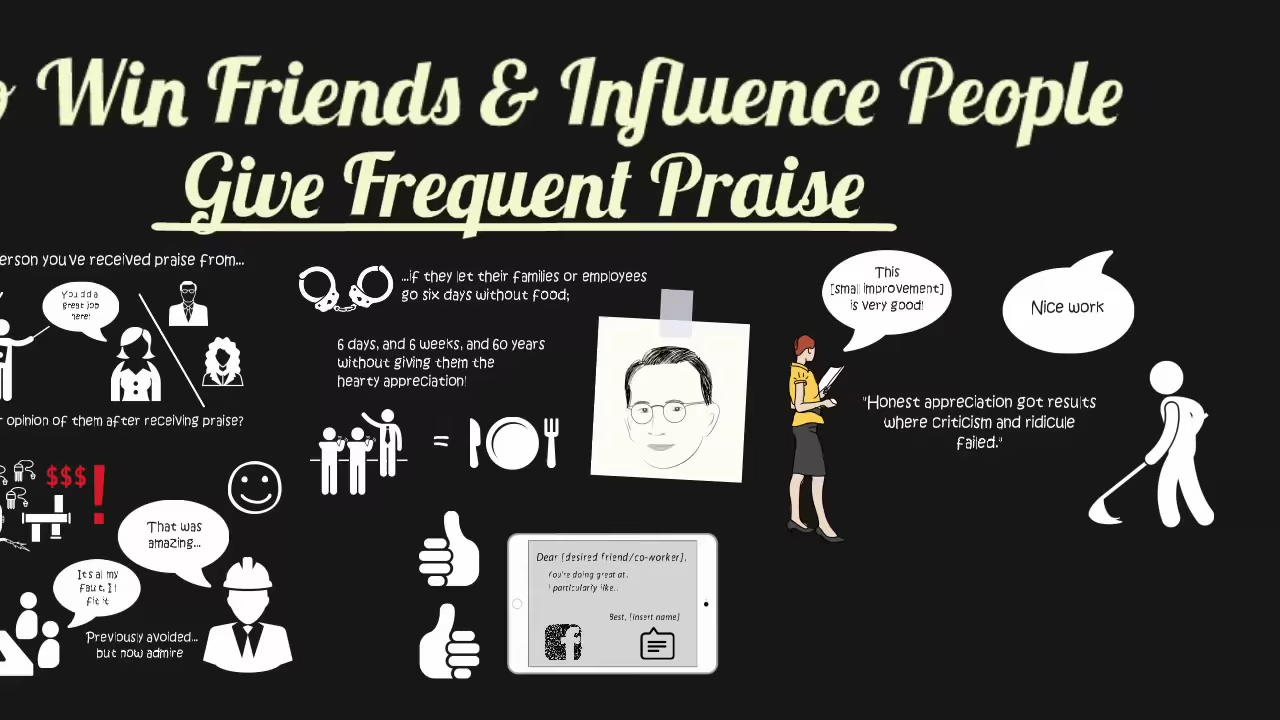 Win Friends & Influence People
Give Frequent Praise
erson you've received praise from...
You did a
great job
here!
opinion of them after receiving praise?
$$$!
That was
amazing...
It's all my
fault, I'll
fix it
Previously avoided...
but now admire
...if they let their families or employees
go six days without food;
6 days, and 6 weeks, and 60 years
without giving them the
hearty appreciation!
=
Dear [desired friend/co-worker],
You're doing great at..
I particularly like..
Best, [insert name]
f
This
[small improvement]
is very good!
Nice work
"Honest appreciation got results
where criticism and ridicule
failed."